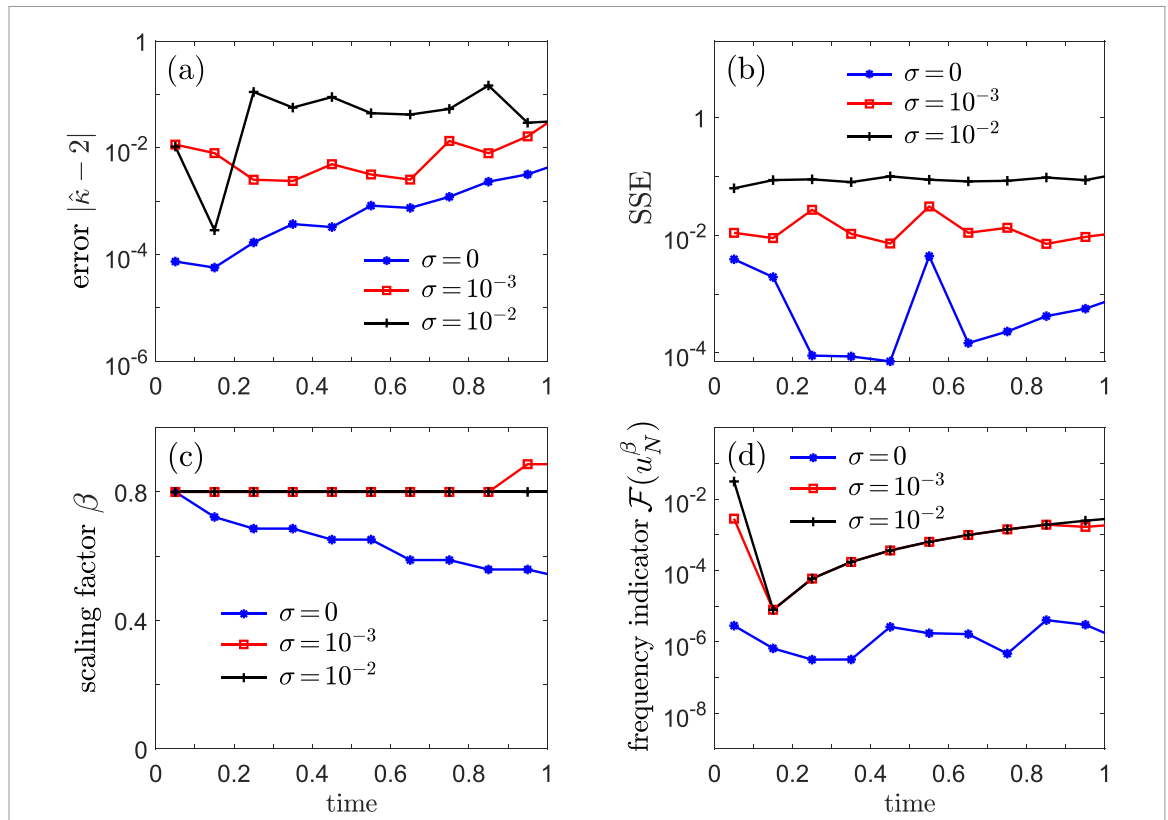 (a)
error |κ̂ − 2|
1
10⁻²
10⁻⁴
10⁻⁶
0 0.2 0.4 0.6 0.8 1
σ = 0
σ = 10⁻³
σ = 10⁻²
(b)
SSE
1
10⁻²
10⁻⁴
0 0.2 0.4 0.6 0.8 1
σ = 0
σ = 10⁻³
σ = 10⁻²
(c)
scaling factor β
0.8
0.4
0
0 0.2 0.4 0.6 0.8 1
time
σ = 0
σ = 10⁻³
σ = 10⁻²
(d)
frequency indicator 𝓕(u_N^β)
10⁻²
10⁻⁴
10⁻⁶
10⁻⁸
0 0.2 0.4 0.6 0.8 1
time
σ = 0
σ = 10⁻³
σ = 10⁻²